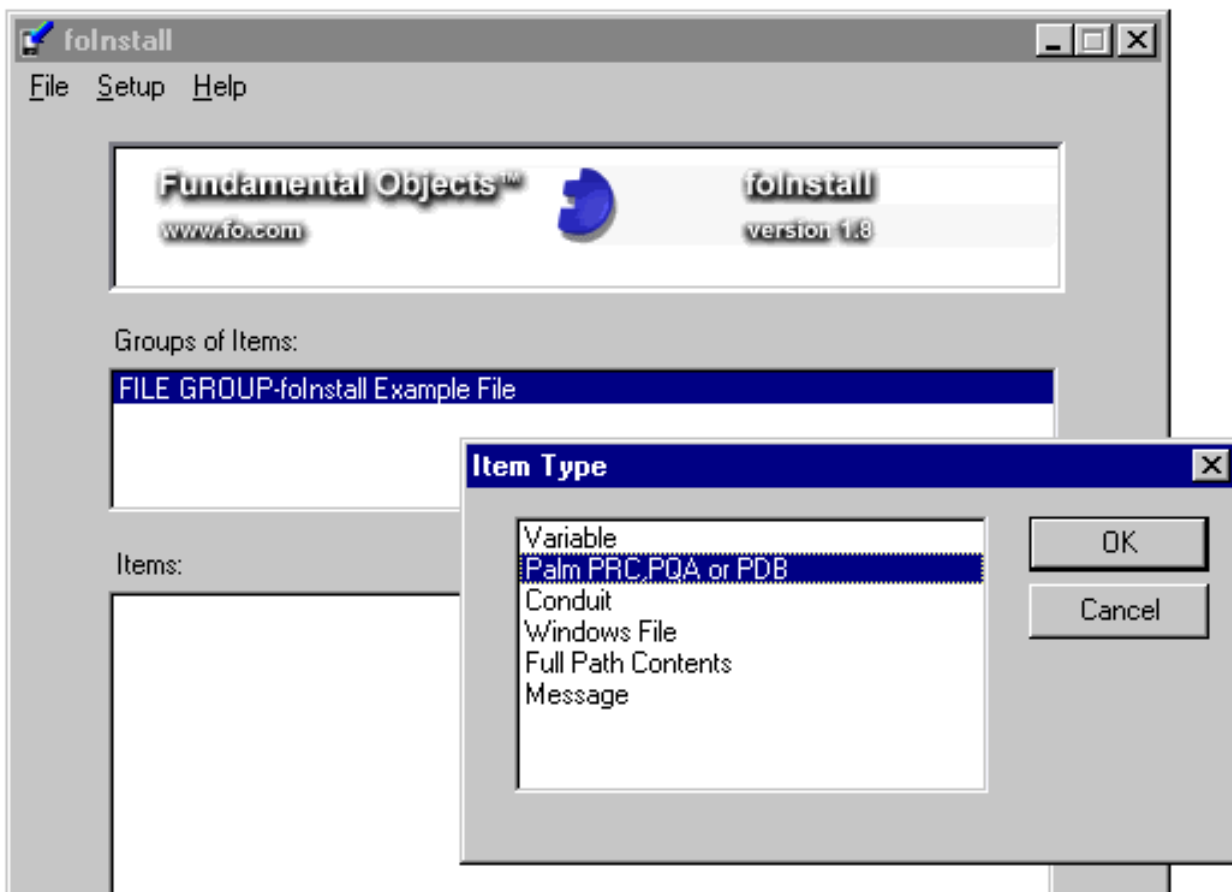 foInstall
File Setup Help
Fundamental Objects™ foInstall
www.fo.com version 1.8
Groups of Items:
FILE GROUP-foInstall Example File
Item Type
Variable
Palm PRC,PQA or PDB
Conduit
Windows File
Full Path Contents
Message
OK
Cancel
Items: